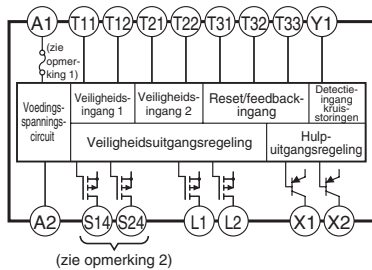 A1 T11 T12 T21 T22 T31 T32 T33 Y1
(zie
opmer-
king 1)
Voedings-
spannings-
circuit
Veiligheids-
ingang 1
Veiligheids-
ingang 2
Reset/feedback-
ingang
Detectie-
ingang
kruis-
storingen
Veiligheidsuitgangsregeling
Hulp-
uitgangsregeling
A2 S14 S24 L1 L2 X1 X2
(zie opmerking 2)